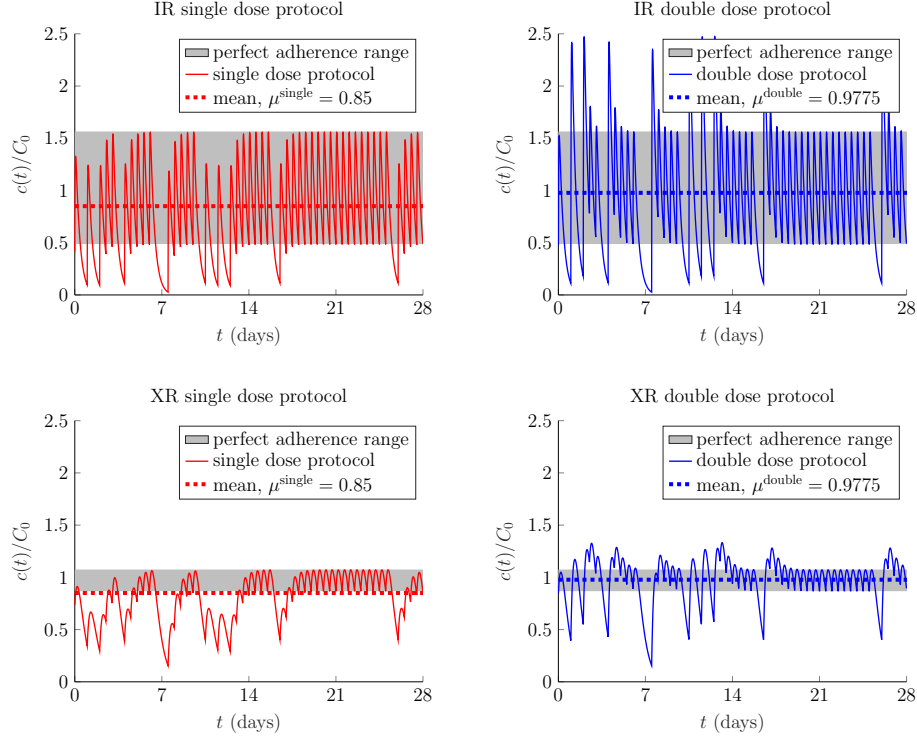 IR single dose protocol
2.5
2
1.5
1
0.5
0
c(t)/C₀
perfect adherence range
single dose protocol
mean, μ^single = 0.85
0 7 14 21 28
t (days)
IR double dose protocol
2.5
2
1.5
1
0.5
0
c(t)/C₀
perfect adherence range
double dose protocol
mean, μ^double = 0.9775
0 7 14 21 28
t (days)
XR single dose protocol
2.5
2
1.5
1
0.5
0
c(t)/C₀
perfect adherence range
single dose protocol
mean, μ^single = 0.85
0 7 14 21 28
t (days)
XR double dose protocol
2.5
2
1.5
1
0.5
0
c(t)/C₀
perfect adherence range
double dose protocol
mean, μ^double = 0.9775
0 7 14 21 28
t (days)